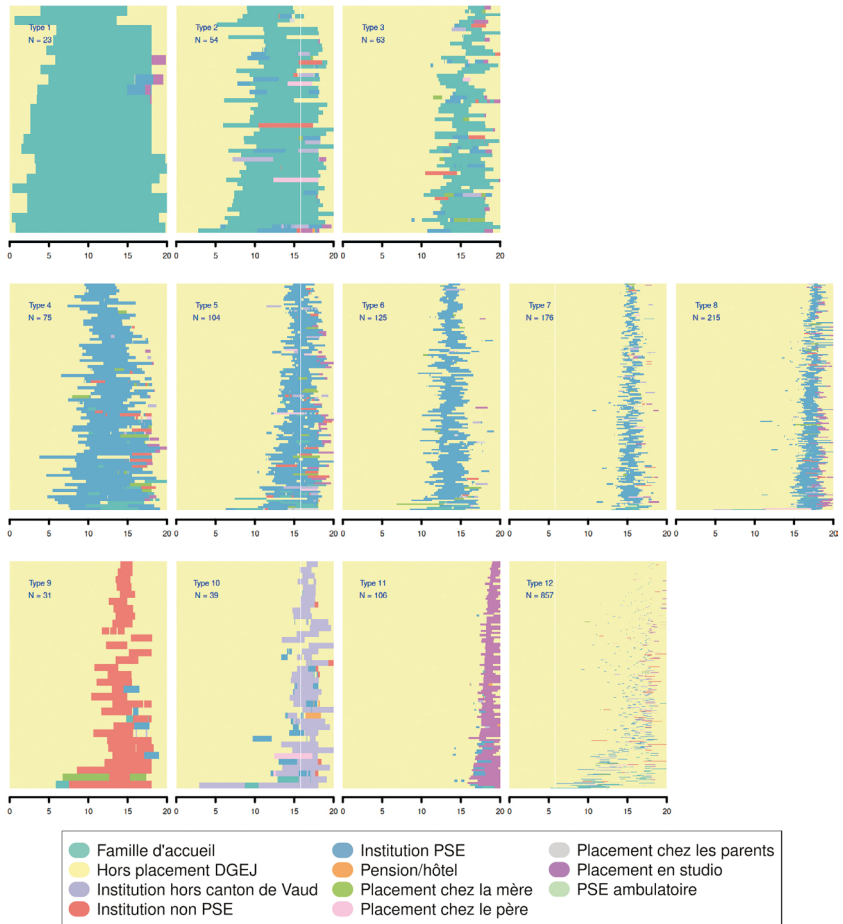 Type 1
N = 23
Type 2
N = 54
Type 3
N = 63
0 5 10 15 20
0 5 10 15 20
0 5 10 15 20
Type 4
N = 75
Type 5
N = 104
Type 6
N = 125
Type 7
N = 176
Type 8
N = 215
0 5 10 15 20
0 5 10 15 20
0 5 10 15 20
0 5 10 15 20
0 5 10 15 20
Type 9
N = 31
Type 10
N = 39
Type 11
N = 106
Type 12
N = 857
0 5 10 15 20
0 5 10 15 20
0 5 10 15 20
0 5 10 15 20
Famille d'accueil
Hors placement DGEJ
Institution hors canton de Vaud
Institution non PSE
Institution PSE
Pension/hôtel
Placement chez la mère
Placement chez le père
Placement chez les parents
Placement en studio
PSE ambulatoire